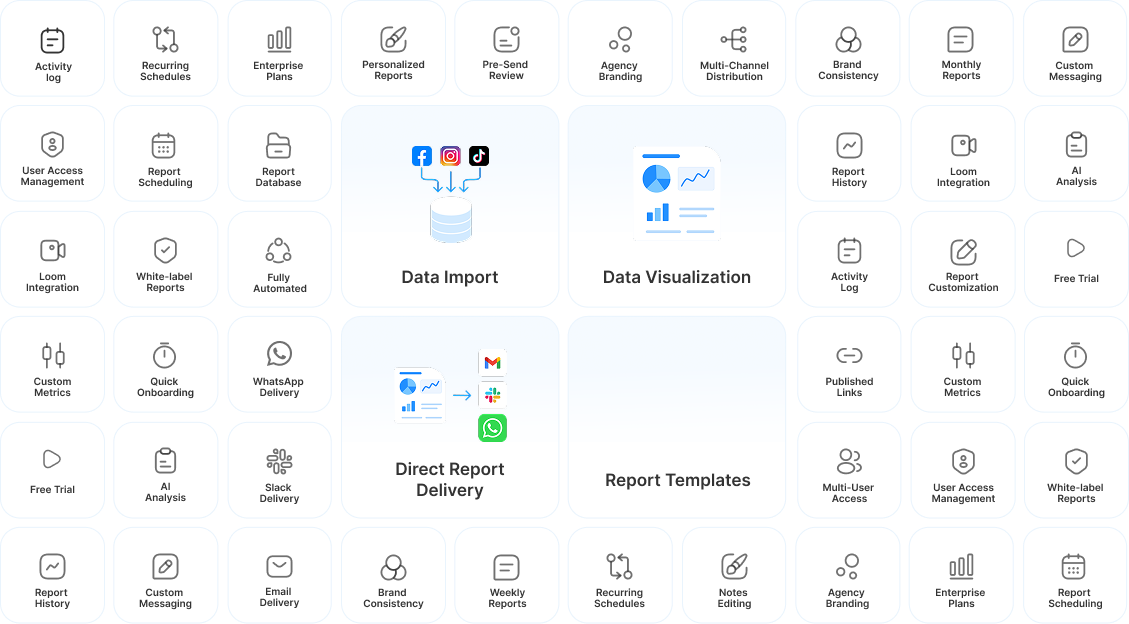 Activity
log
Recurring
Schedules
Enterprise
Plans
Personalized
Reports
Pre-Send
Review
Agency
Branding
Multi-Channel
Distribution
Brand
Consistency
Monthly
Reports
Custom
Messaging
User Access
Management
Report
Scheduling
Report
Database
Data Import
Data Visualization
Report
History
Loom
Integration
AI
Analysis
Loom
Integration
White-label
Reports
Fully
Automated
Activity
Log
Report
Customization
Free Trial
Custom
Metrics
Quick
Onboarding
WhatsApp
Delivery
Direct Report
Delivery
Report Templates
Published
Links
Custom
Metrics
Quick
Onboarding
Free Trial
AI
Analysis
Slack
Delivery
Multi-User
Access
User Access
Management
White-label
Reports
Report
History
Custom
Messaging
Email
Delivery
Brand
Consistency
Weekly
Reports
Recurring
Schedules
Notes
Editing
Agency
Branding
Enterprise
Plans
Report
Scheduling